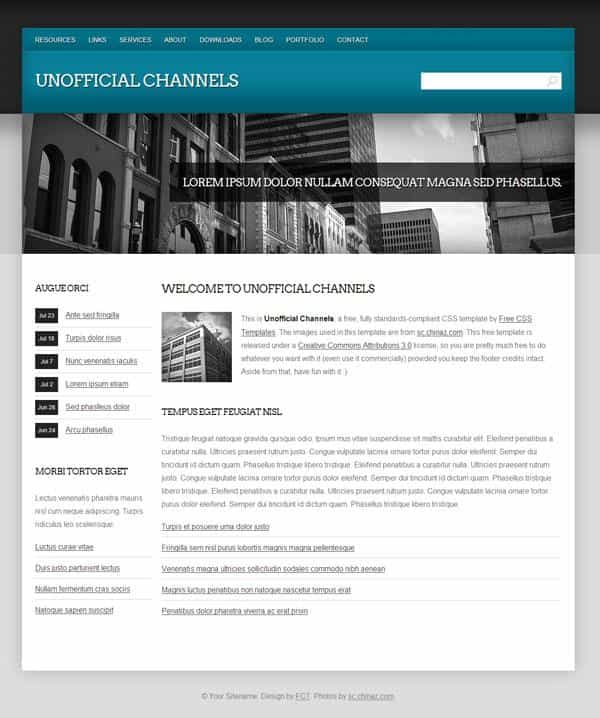 RESOURCES LINKS SERVICES ABOUT DOWNLOADS BLOG PORTFOLIO CONTACT
UNOFFICIAL CHANNELS
LOREM IPSUM DOLOR NULLAM CONSEQUAT MAGNA SED PHASELLUS.
AUGUE ORCI
Jul 23 Ante sed fringilla
Jul 18 Turpis dolor risus
Jul 7 Nunc venenatis iaculis
Jul 2 Lorem ipsum etiam
Jun 26 Sed phasileus dolor
Jun 24 Arcu phasellus
MORBI TORTOR EGET
Lectus venenatis pharetra mauris
nisl cum neque adipiscing. Turpis
ridiculus leo scelerisque.
Luctus curae vitae
Duis justo parturient lectus
Nullam fermentum cras sociis
Natoque sapien suscipit
WELCOME TO UNOFFICIAL CHANNELS
This is Unofficial Channels, a free, fully standards-compliant CSS template by Free CSS
Templates. The images used in this template are from sc.chinaz.com. This free template is
released under a Creative Commons Attributions 3.0 license, so you are pretty much free to do
whatever you want with it (even use it commercially) provided you keep the footer credits intact.
Aside from that, have fun with it :)
TEMPUS EGET FEUGIAT NISL
Tristique feugiat natoque gravida quisque odio. Ipsum mus vitae suspendisse sit mattis curabitur elit. Eleifend penatibus a
curabitur nulla. Ultricies praesent rutrum justo. Congue vulputate lacinia ornare tortor purus dolor eleifend. Semper dui
tincidunt id dictum quam. Phasellus tristique libero tristique. Eleifend penatibus a curabitur nulla. Ultricies praesent rutrum
justo. Congue vulputate lacinia ornare tortor purus dolor eleifend. Semper dui tincidunt id dictum quam. Phasellus tristique
libero tristique. Eleifend penatibus a curabitur nulla. Ultricies praesent rutrum justo. Congue vulputate lacinia ornare tortor
purus dolor eleifend. Semper dui tincidunt id dictum quam. Phasellus tristique libero tristique.
Turpis et posuere urna dolor justo
Fringilla sem nisl purus lobortis magnis magna pellentesque
Venenatis magna ultricies sollicitudin sodales commodo nibh aenean
Magnis luctus penatibus non natoque nascetur tempus erat
Penatibus dolor pharetra viverra ac erat proin
© Your Sitename. Design by FCT. Photos by sc.chinaz.com